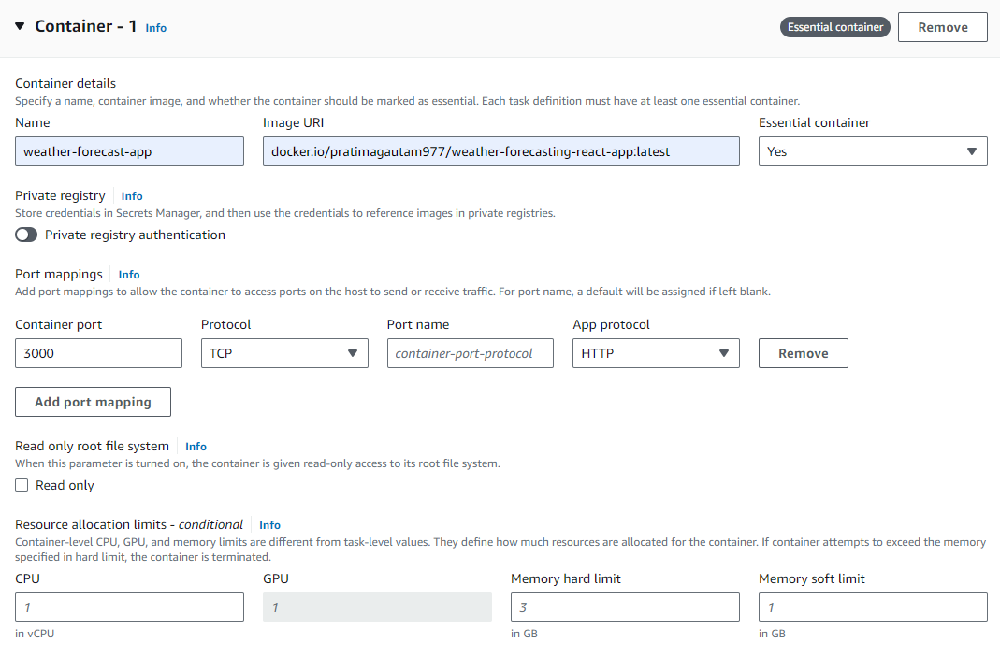 Container - 1 Info Essential container Remove
Container details
Specify a name, container image, and whether the container should be marked as essential. Each task definition must have at least one essential container.
Name Image URI Essential container
weather-forecast-app docker.io/pratimagautam977/weather-forecasting-react-app:latest Yes
Private registry Info
Store credentials in Secrets Manager, and then use the credentials to reference images in private registries.
Private registry authentication
Port mappings Info
Add port mappings to allow the container to access ports on the host to send or receive traffic. For port name, a default will be assigned if left blank.
Container port Protocol Port name App protocol
3000 TCP container-port-protocol HTTP Remove
Add port mapping
Read only root file system Info
When this parameter is turned on, the container is given read-only access to its root file system.
Read only
Resource allocation limits - conditional Info
Container-level CPU, GPU, and memory limits are different from task-level values. They define how much resources are allocated for the container. If container attempts to exceed the memory
specified in hard limit, the container is terminated.
CPU GPU Memory hard limit Memory soft limit
1 1 3 1
in vCPU in GB in GB